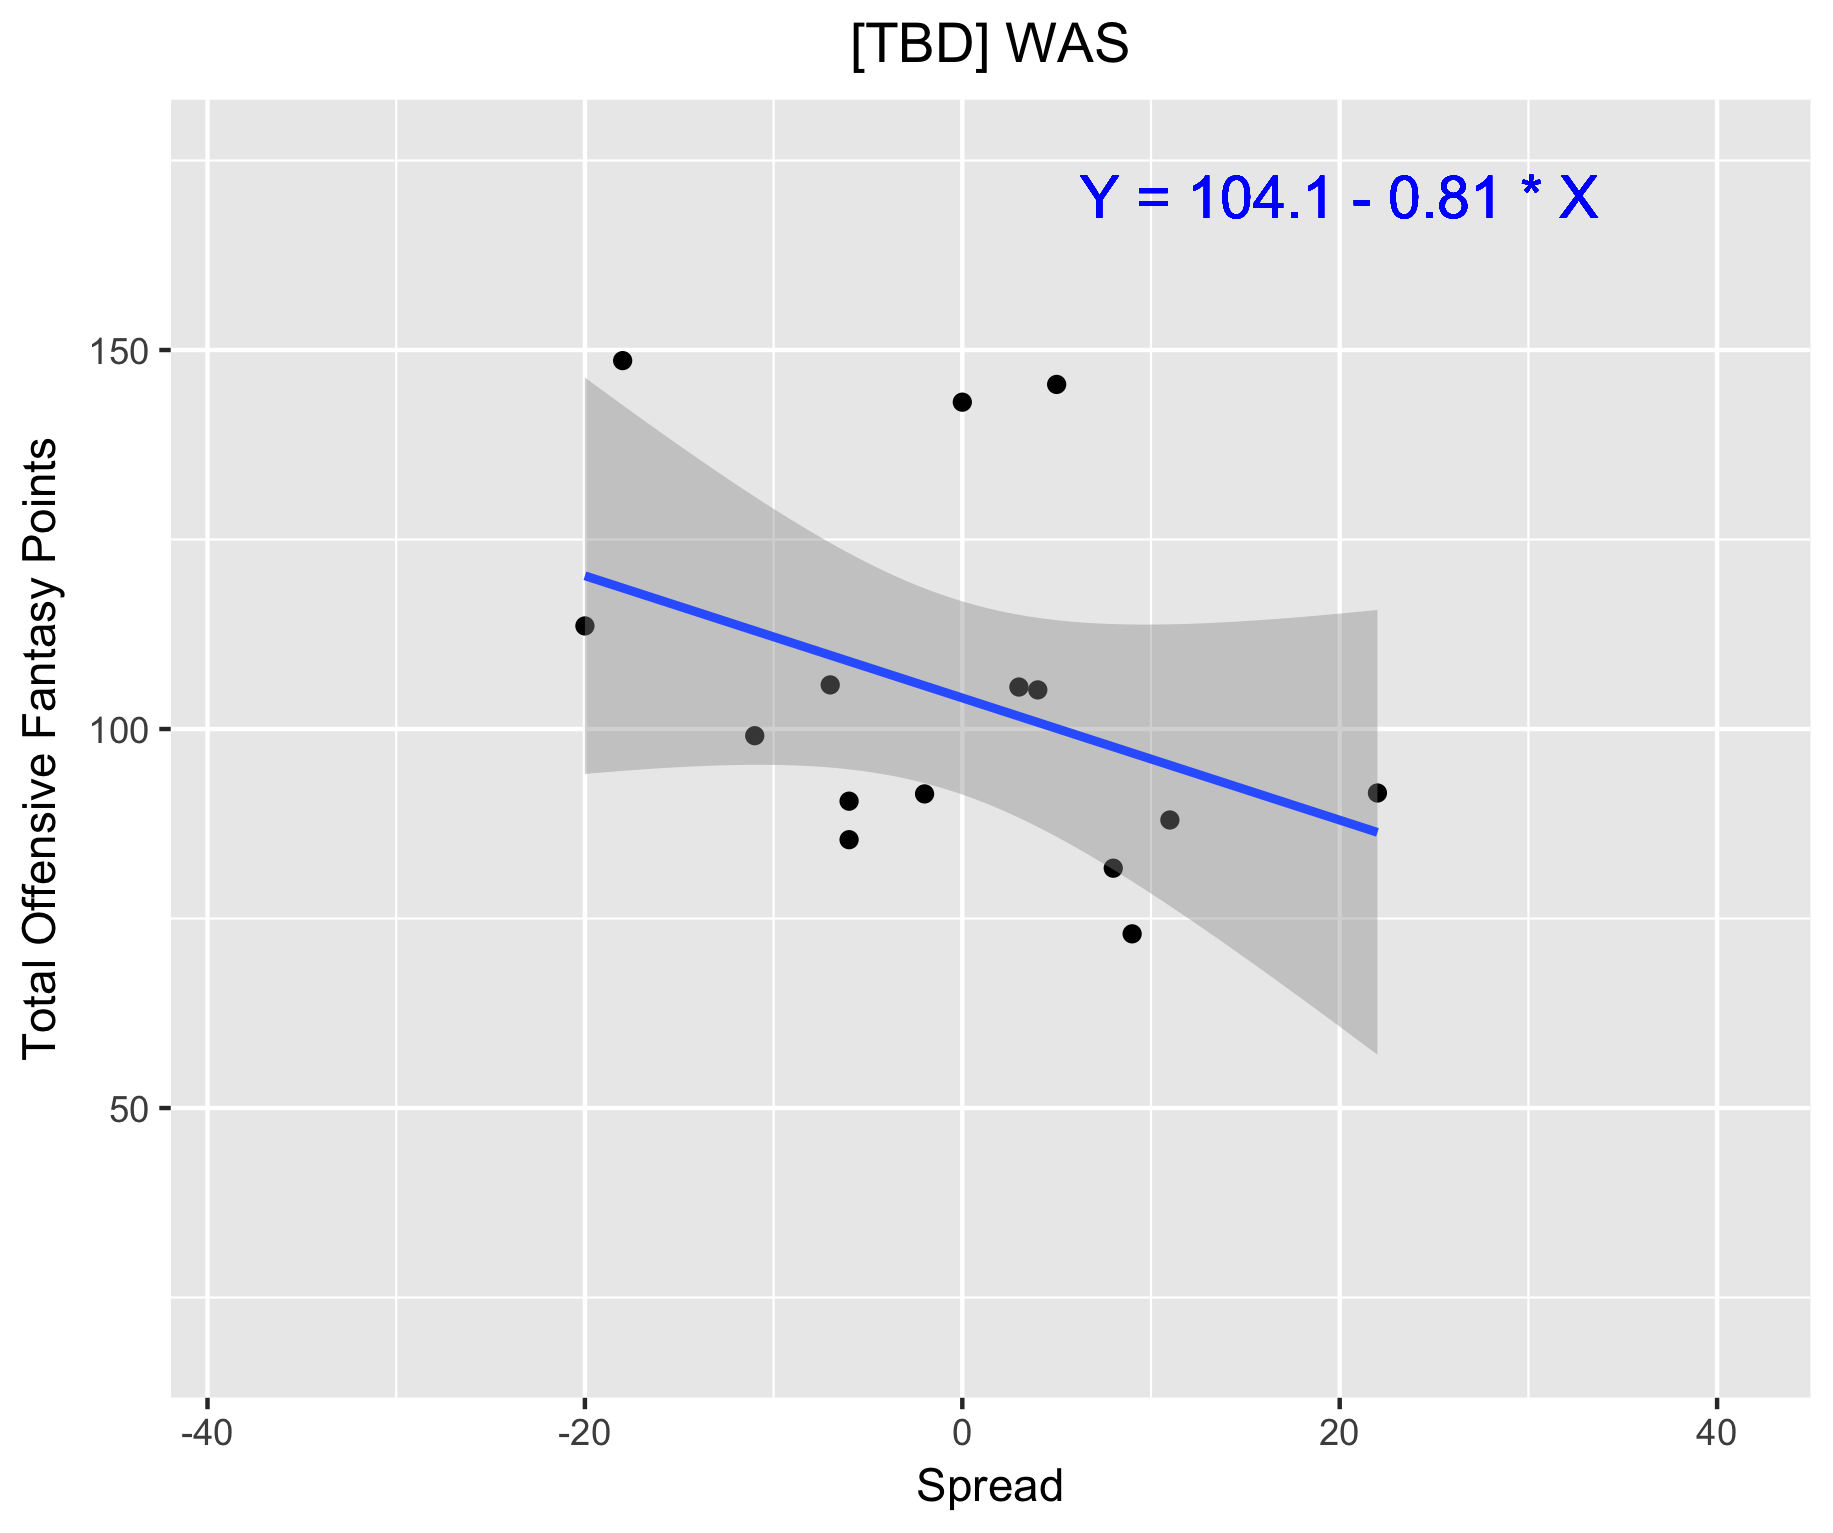 [TBD] WAS
Y = 104.1 - 0.81 * X
Total Offensive Fantasy Points
150
100
50
-40
-20
0
20
40
Spread